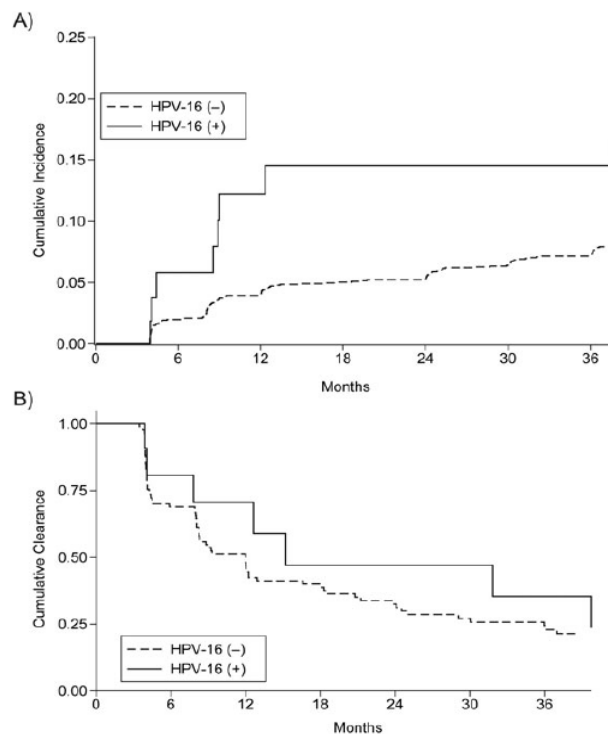 A)
0.25
0.20
HPV-16 (–)
HPV-16 (+)
0.15
0.10
0.05
0.00
Cumulative Incidence
0 6 12 18 24 30 36
Months
B)
1.00
0.75
0.50
0.25
0.00
Cumulative Clearance
HPV-16 (–)
HPV-16 (+)
0 6 12 18 24 30 36
Months